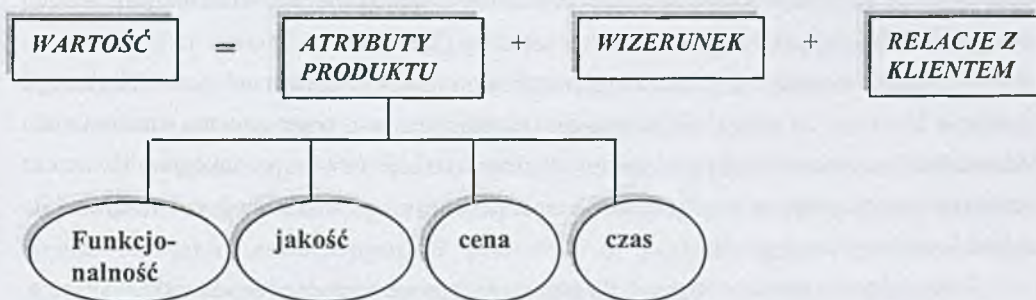 WARTOŚĆ = ATRYBUTY + WIZERUNEK + RELACJE Z
PRODUKTU KLIENTEM
Funkcjo- jakość cena czas
nalność